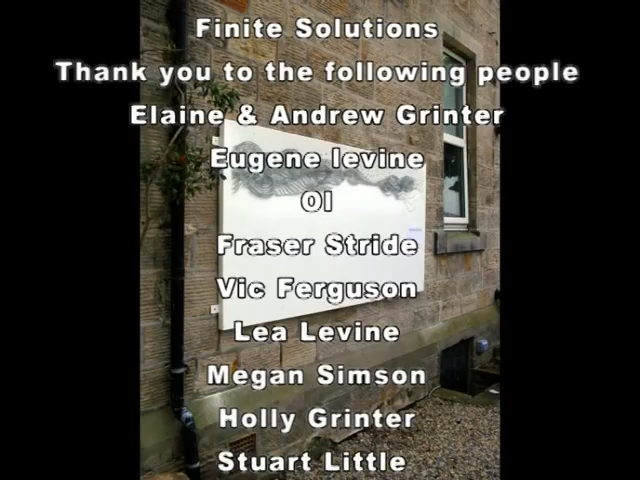 Finite Solutions
Thank you to the following people
Elaine & Andrew Grinter
Eugene levine
Ol
Fraser Stride
Vic Ferguson
Lea Levine
Megan Simson
Holly Grinter
Stuart Little